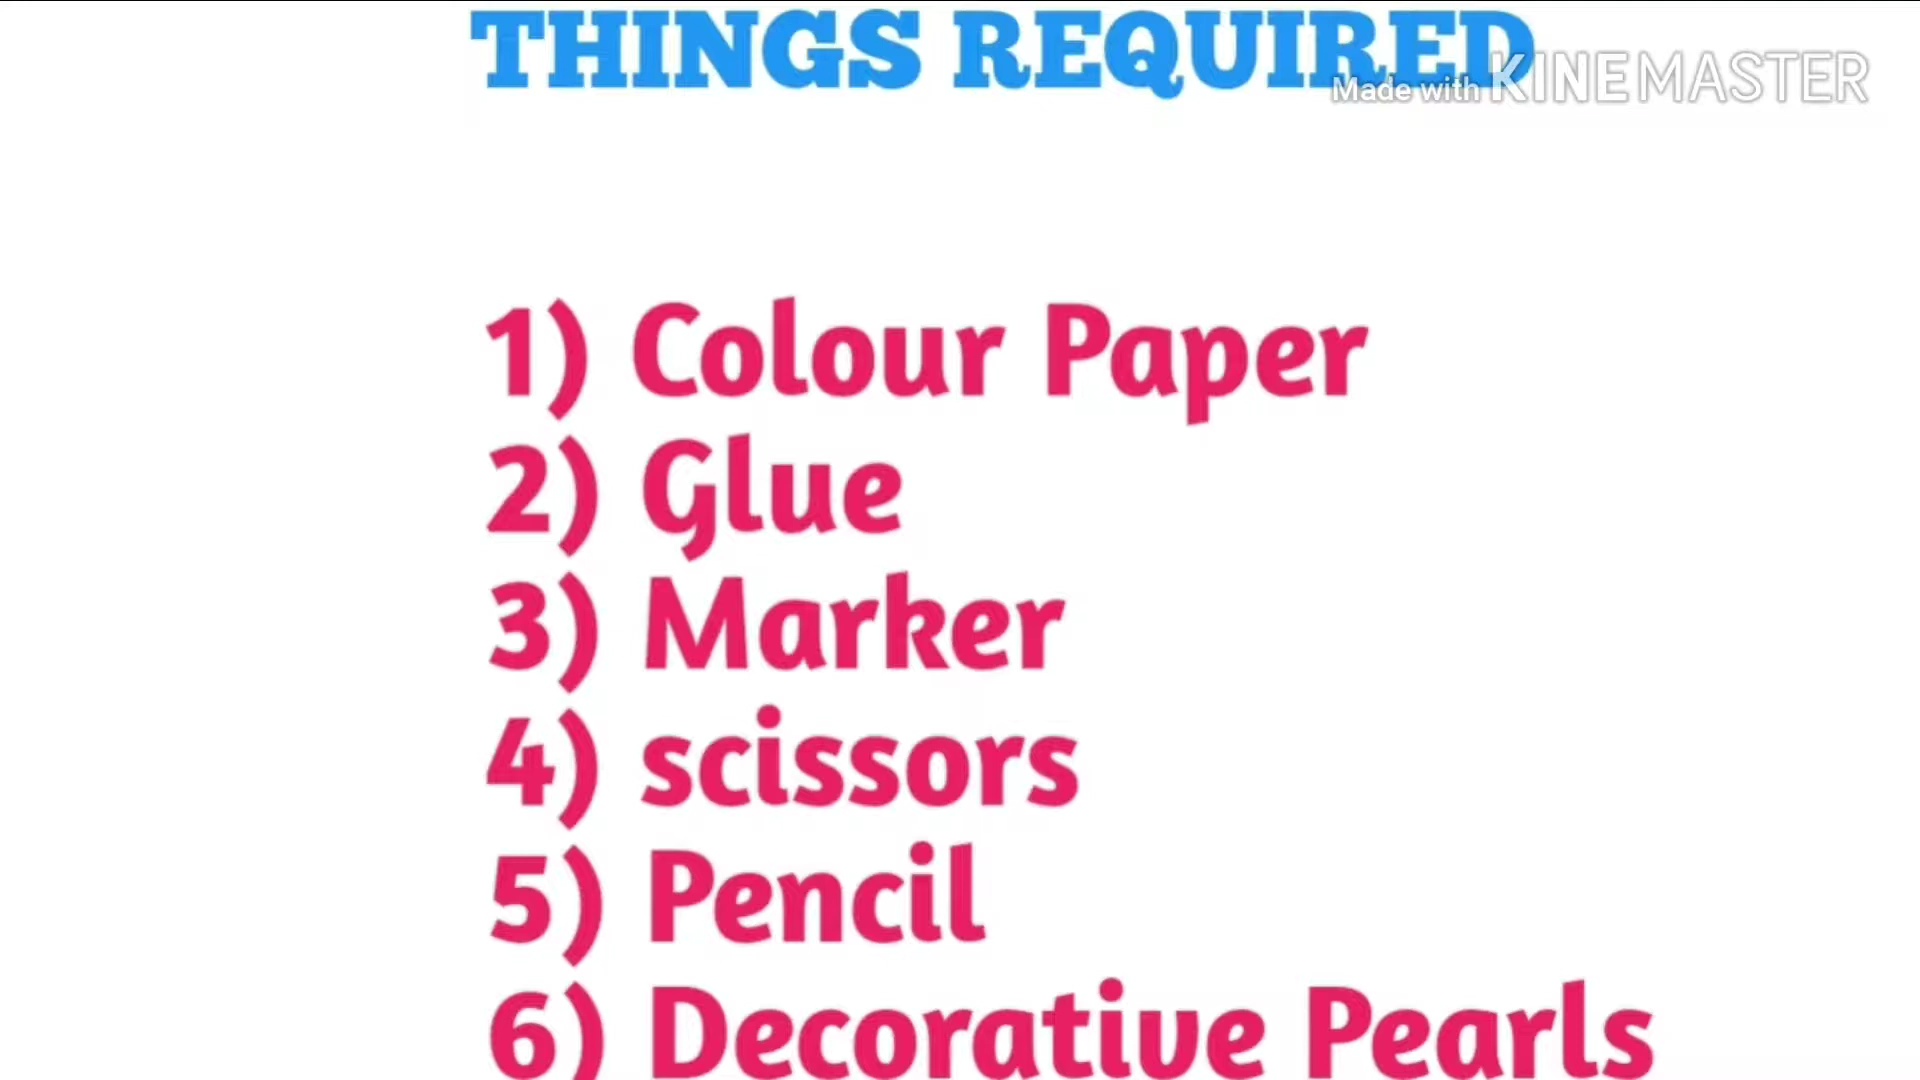 THINGS REQUIRED
Made with KINEMASTER
1) Colour Paper
2) Glue
3) Marker
4) scissors
5) Pencil
6) Decorative Pearls